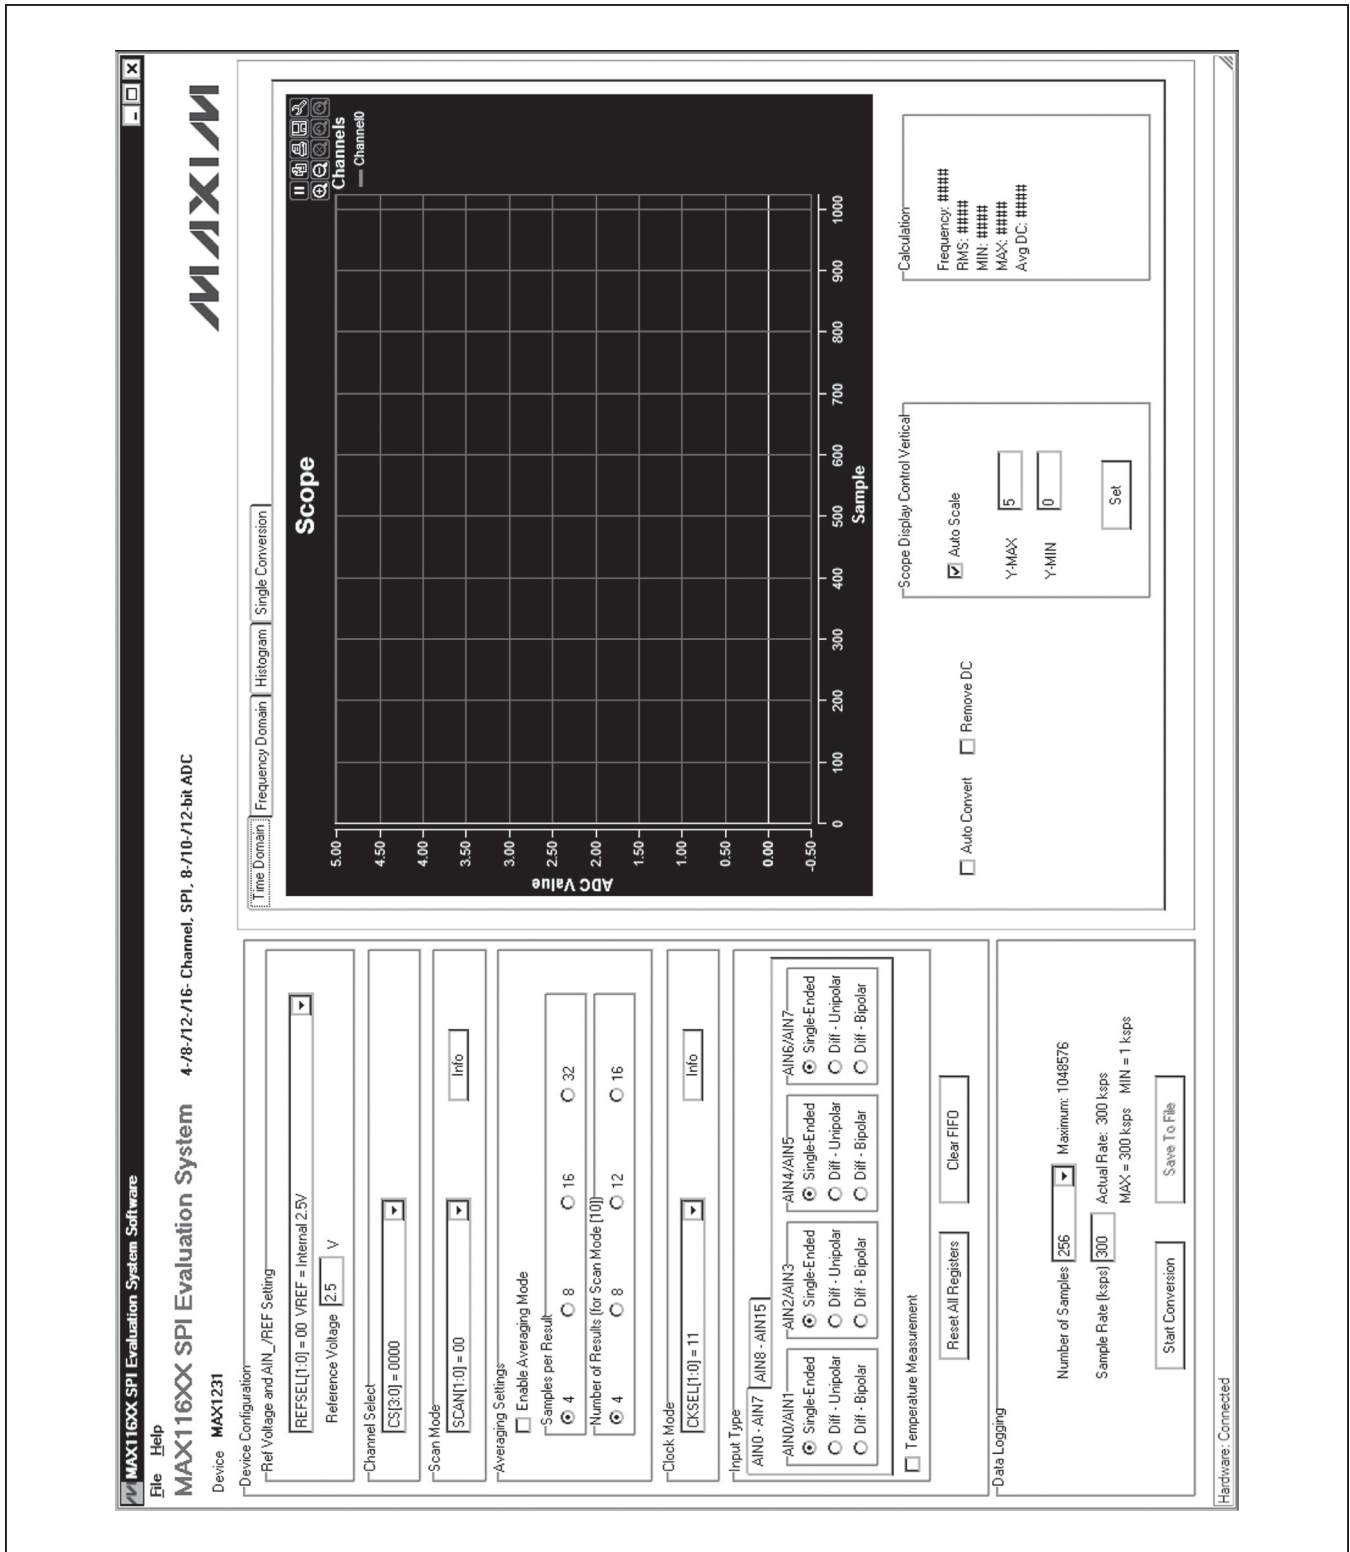 MAX116XX SPI Evaluation System Software
File Help
MAX116XX SPI Evaluation System 4-/8-/12-/16- Channel, SPI, 8-/10-/12-bit ADC
MAXIM
Device MAX1231
Device Configuration
Ref Voltage and AIN_/REF Setting
REFSEL[1:0] = 00 VREF = Internal 2.5V
Reference Voltage 2.5 V
Channel Select
CS[3:0] = 0000
Scan Mode
SCAN[1:0] = 00
Info
Averaging Settings
Enable Averaging Mode
Samples per Result
4 8 16 32
Number of Results (for Scan Mode [10])
4 8 12 16
Clock Mode
CKSEL[1:0] = 11
Info
Input Type
AIN0 - AIN7 AIN8 - AIN15
AIN0/AIN1 AIN2/AIN3 AIN4/AIN5 AIN6/AIN7
Single-Ended Single-Ended Single-Ended Single-Ended
Diff - Unipolar Diff - Unipolar Diff - Unipolar Diff - Unipolar
Diff - Bipolar Diff - Bipolar Diff - Bipolar Diff - Bipolar
Temperature Measurement
Reset All Registers Clear FIFO
Data Logging
Number of Samples 256 Maximum: 1048576
Sample Rate (ksps) 300 Actual Rate: 300 ksps
MAX = 300 ksps MIN = 1 ksps
Start Conversion Save To File
Time Domain Frequency Domain Histogram Single Conversion
Scope
Channels
Channel0
ADC Value
5.00
4.50
4.00
3.50
3.00
2.50
2.00
1.50
1.00
0.50
0.00
-0.50
0 100 200 300 400 500 600 700 800 900 1000
Sample
Auto Convert Remove DC
Scope Display Control Vertical
Auto Scale
Y-MAX 5
Y-MIN 0
Set
Calculation
Frequency: ####
RMS: ####
MIN: ####
MAX: ####
Avg DC: ####
Hardware: Connected